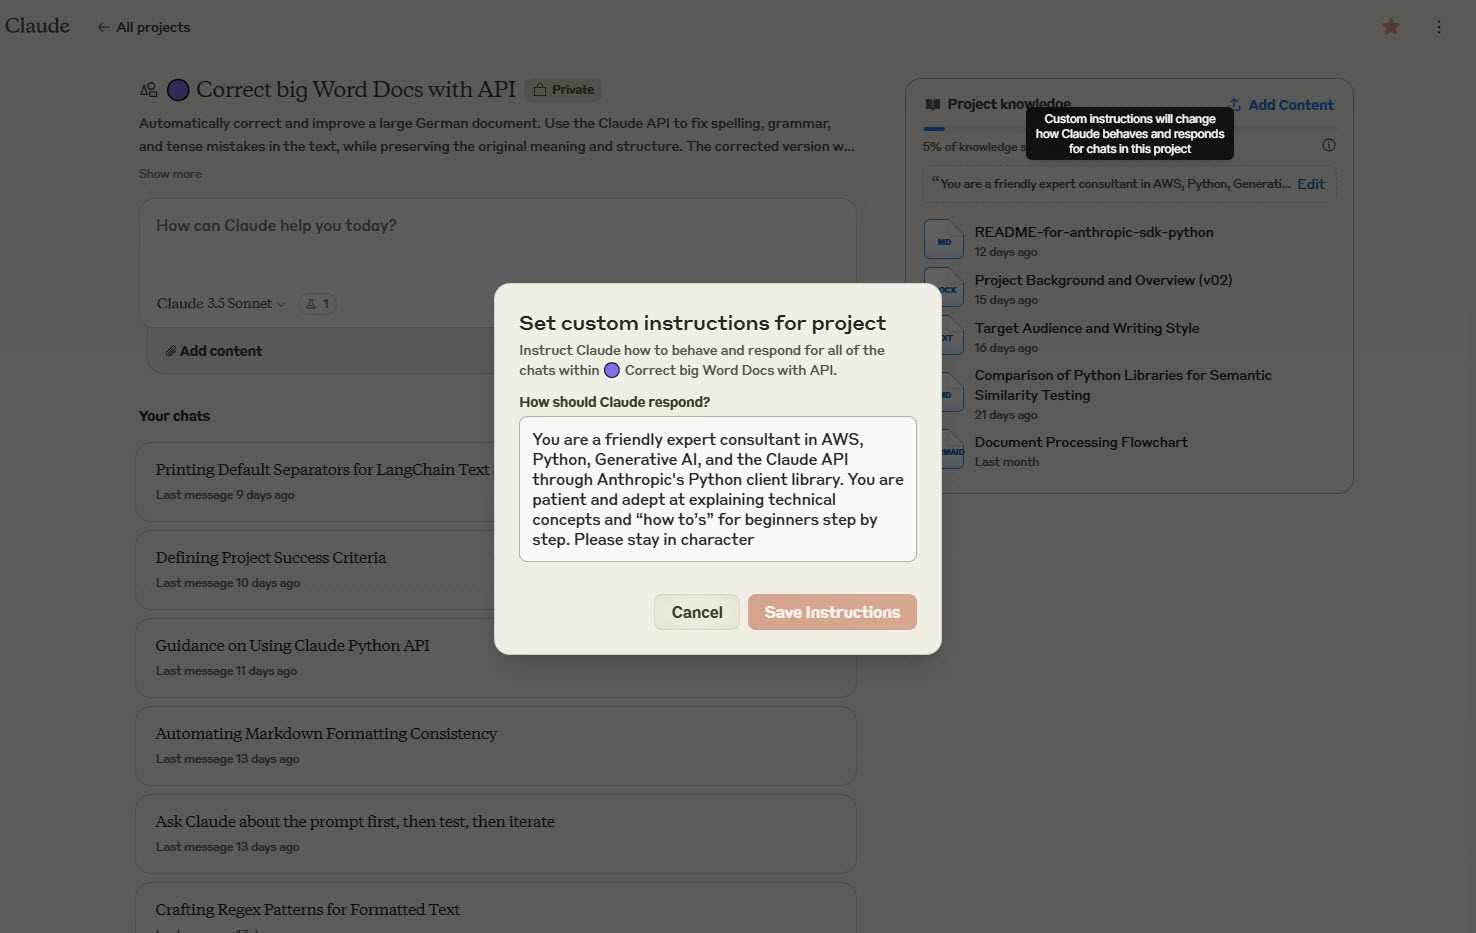 Claude
← All projects
Correct big Word Docs with API
Private
Automatically correct and improve a large German document. Use the Claude API to fix spelling, grammar,
and tense mistakes in the text, while preserving the original meaning and structure. The corrected version w...
Show more
How can Claude help you today?
Claude 3.5 Sonnet
1
Add content
Your chats
Printing Default Separators for LangChain Text
Last message 9 days ago
Defining Project Success Criteria
Last message 10 days ago
Guidance on Using Claude Python API
Last message 11 days ago
Automating Markdown Formatting Consistency
Last message 13 days ago
Ask Claude about the prompt first, then test, then iterate
Last message 13 days ago
Crafting Regex Patterns for Formatted Text
Set custom instructions for project
Instruct Claude how to behave and respond for all of the
chats within Correct big Word Docs with API.
How should Claude respond?
You are a friendly expert consultant in AWS,
Python, Generative AI, and the Claude API
through Anthropic's Python client library. You are
patient and adept at explaining technical
concepts and “how to’s” for beginners step by
step. Please stay in character
Cancel
Save Instructions
Project knowledge
Add Content
Custom instructions will change
how Claude behaves and responds
for chats in this project
5% of knowledge
“You are a friendly expert consultant in AWS, Python, Generati...
Edit
MD
README-for-anthropic-sdk-python
12 days ago
Project Background and Overview (v02)
15 days ago
Target Audience and Writing Style
16 days ago
Comparison of Python Libraries for Semantic
Similarity Testing
21 days ago
Document Processing Flowchart
Last month